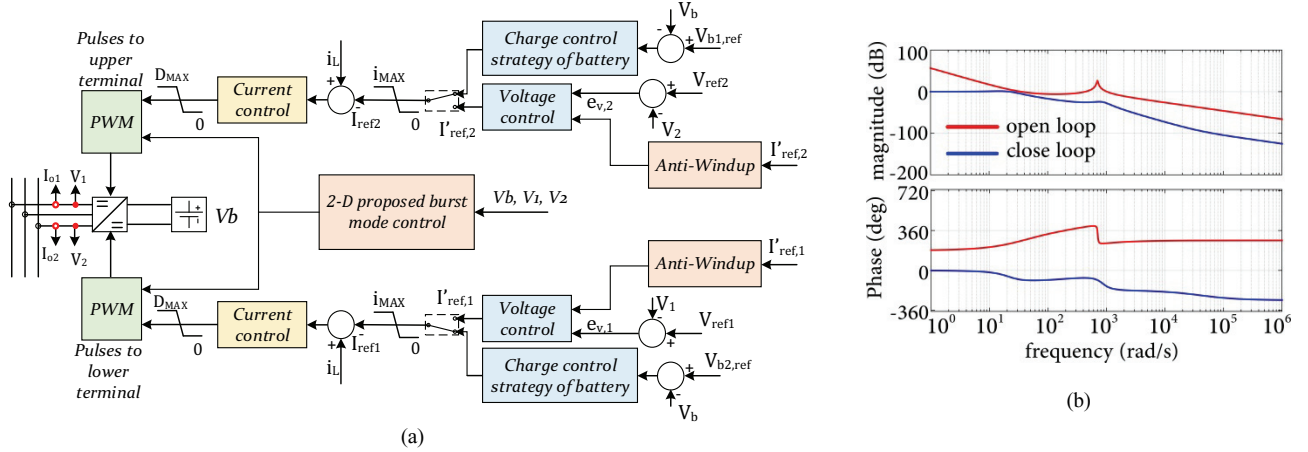 Pulses to
upper
terminal
PWM
D_MAX
0
Current
control
i_L
+
-
I_ref2
i_MAX
0
I'_ref,2
Charge control
strategy of battery
V_b
-
+
V_b1,ref
Voltage
control
e_v,2
V_ref2
+
-
V_2
Anti-Windup
I'_ref,2
I_o1
V_1
I_o2
V_2
Vb
2-D proposed burst
mode control
Vb, V_1, V_2
Anti-Windup
I'_ref,1
PWM
Pulses to
lower
terminal
D_MAX
0
Current
control
+
-
I_ref1
i_L
i_MAX
0
I'_ref,1
Voltage
control
e_v,1
V_1
-
+
V_ref1
Charge control
strategy of battery
+
-
V_b2,ref
V_b
(a)
magnitude (dB)
100
0
-100
-200
open loop
close loop
Phase (deg)
720
360
0
-360
10^0 10^1 10^2 10^3 10^4 10^5 10^6
frequency (rad/s)
(b)